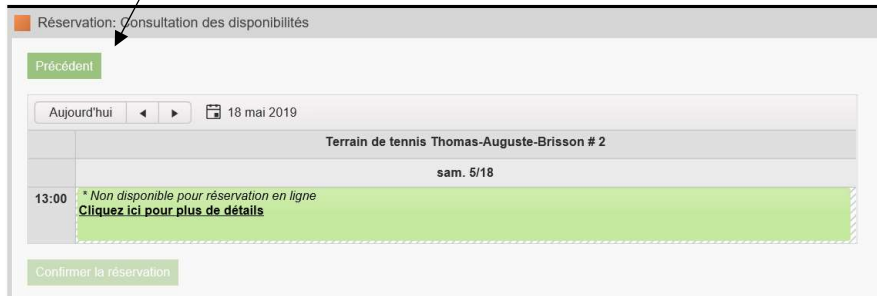 Réservation: Consultation des disponibilités
Précédent
Aujourd'hui 18 mai 2019
Terrain de tennis Thomas-Auguste-Brisson # 2
sam. 5/18
13:00 * Non disponible pour réservation en ligne
Cliquez ici pour plus de détails
Confirmer la réservation